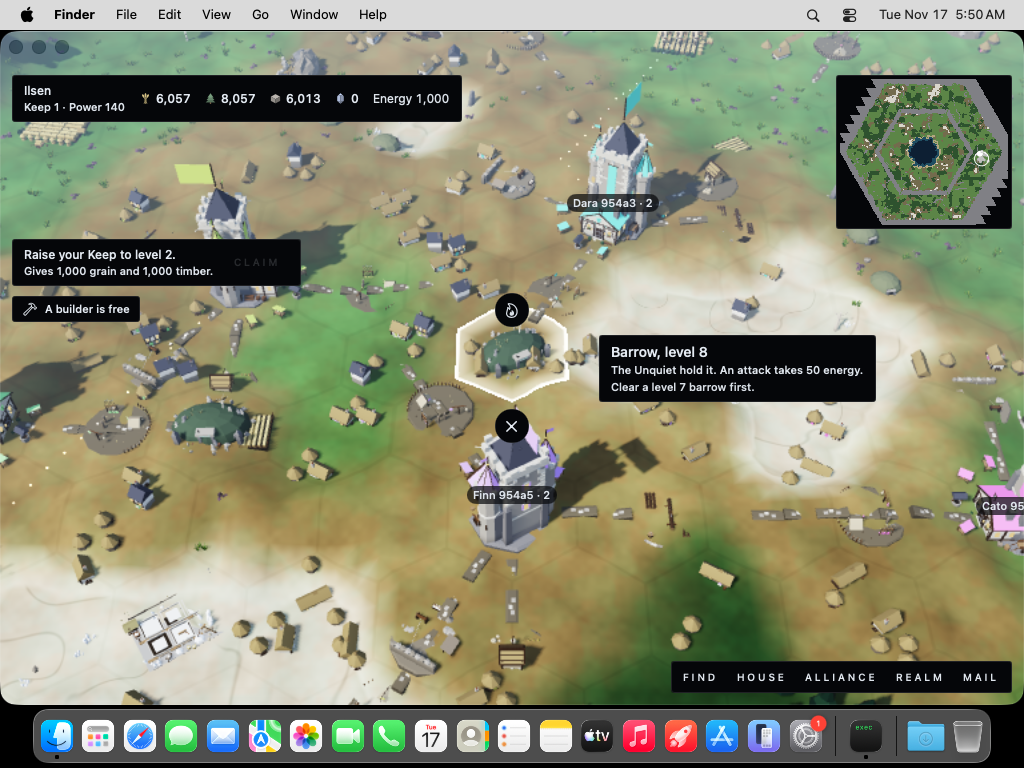 Finder File Edit View Go Window Help
Tue Nov 17 5:50 AM
Ilsen
Keep 1 · Power 140
6,057 8,057 6,013 0 Energy 1,000
Dara 954a3 · 2
Raise your Keep to level 2.
Gives 1,000 grain and 1,000 timber.
CLAIM
A builder is free
Barrow, level 8
The Unquiet hold it. An attack takes 50 energy.
Clear a level 7 barrow first.
Finn 954a5 · 2
Cato 95
FIND HOUSE ALLIANCE REALM MAIL
Tue
17
tv
1
exec